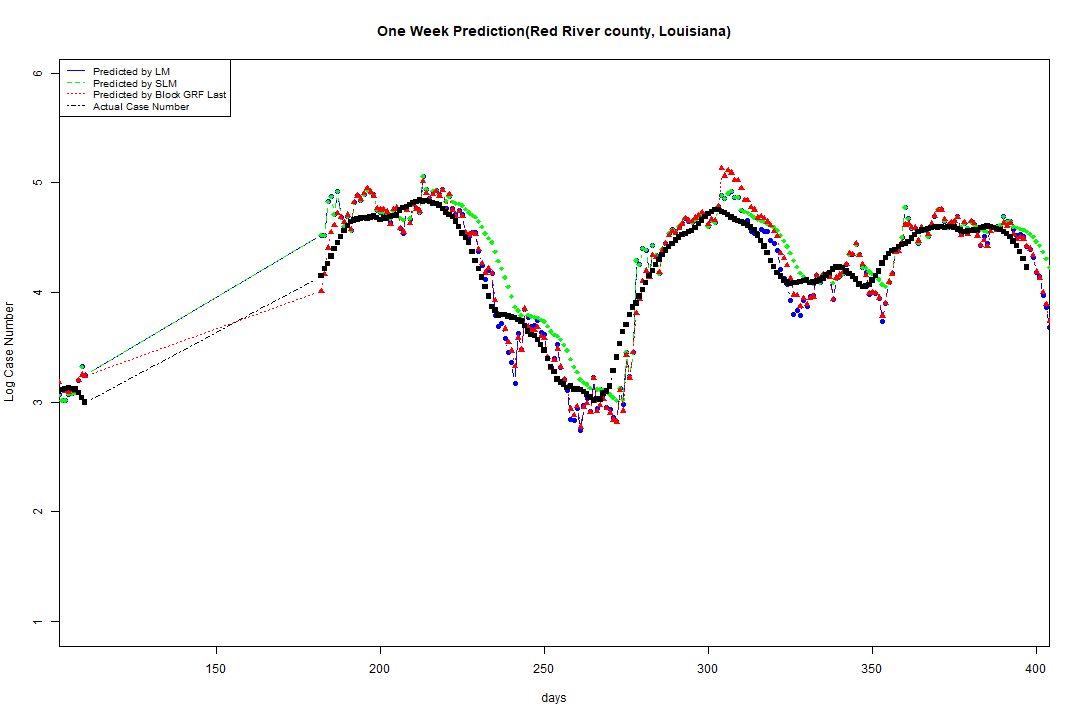 One Week Prediction(Red River county, Louisiana)
Predicted by LM
Predicted by SLM
Predicted by Block GRF Last
Actual Case Number
6
5
4
3
2
1
Log Case Number
150
200
250
300
350
400
days